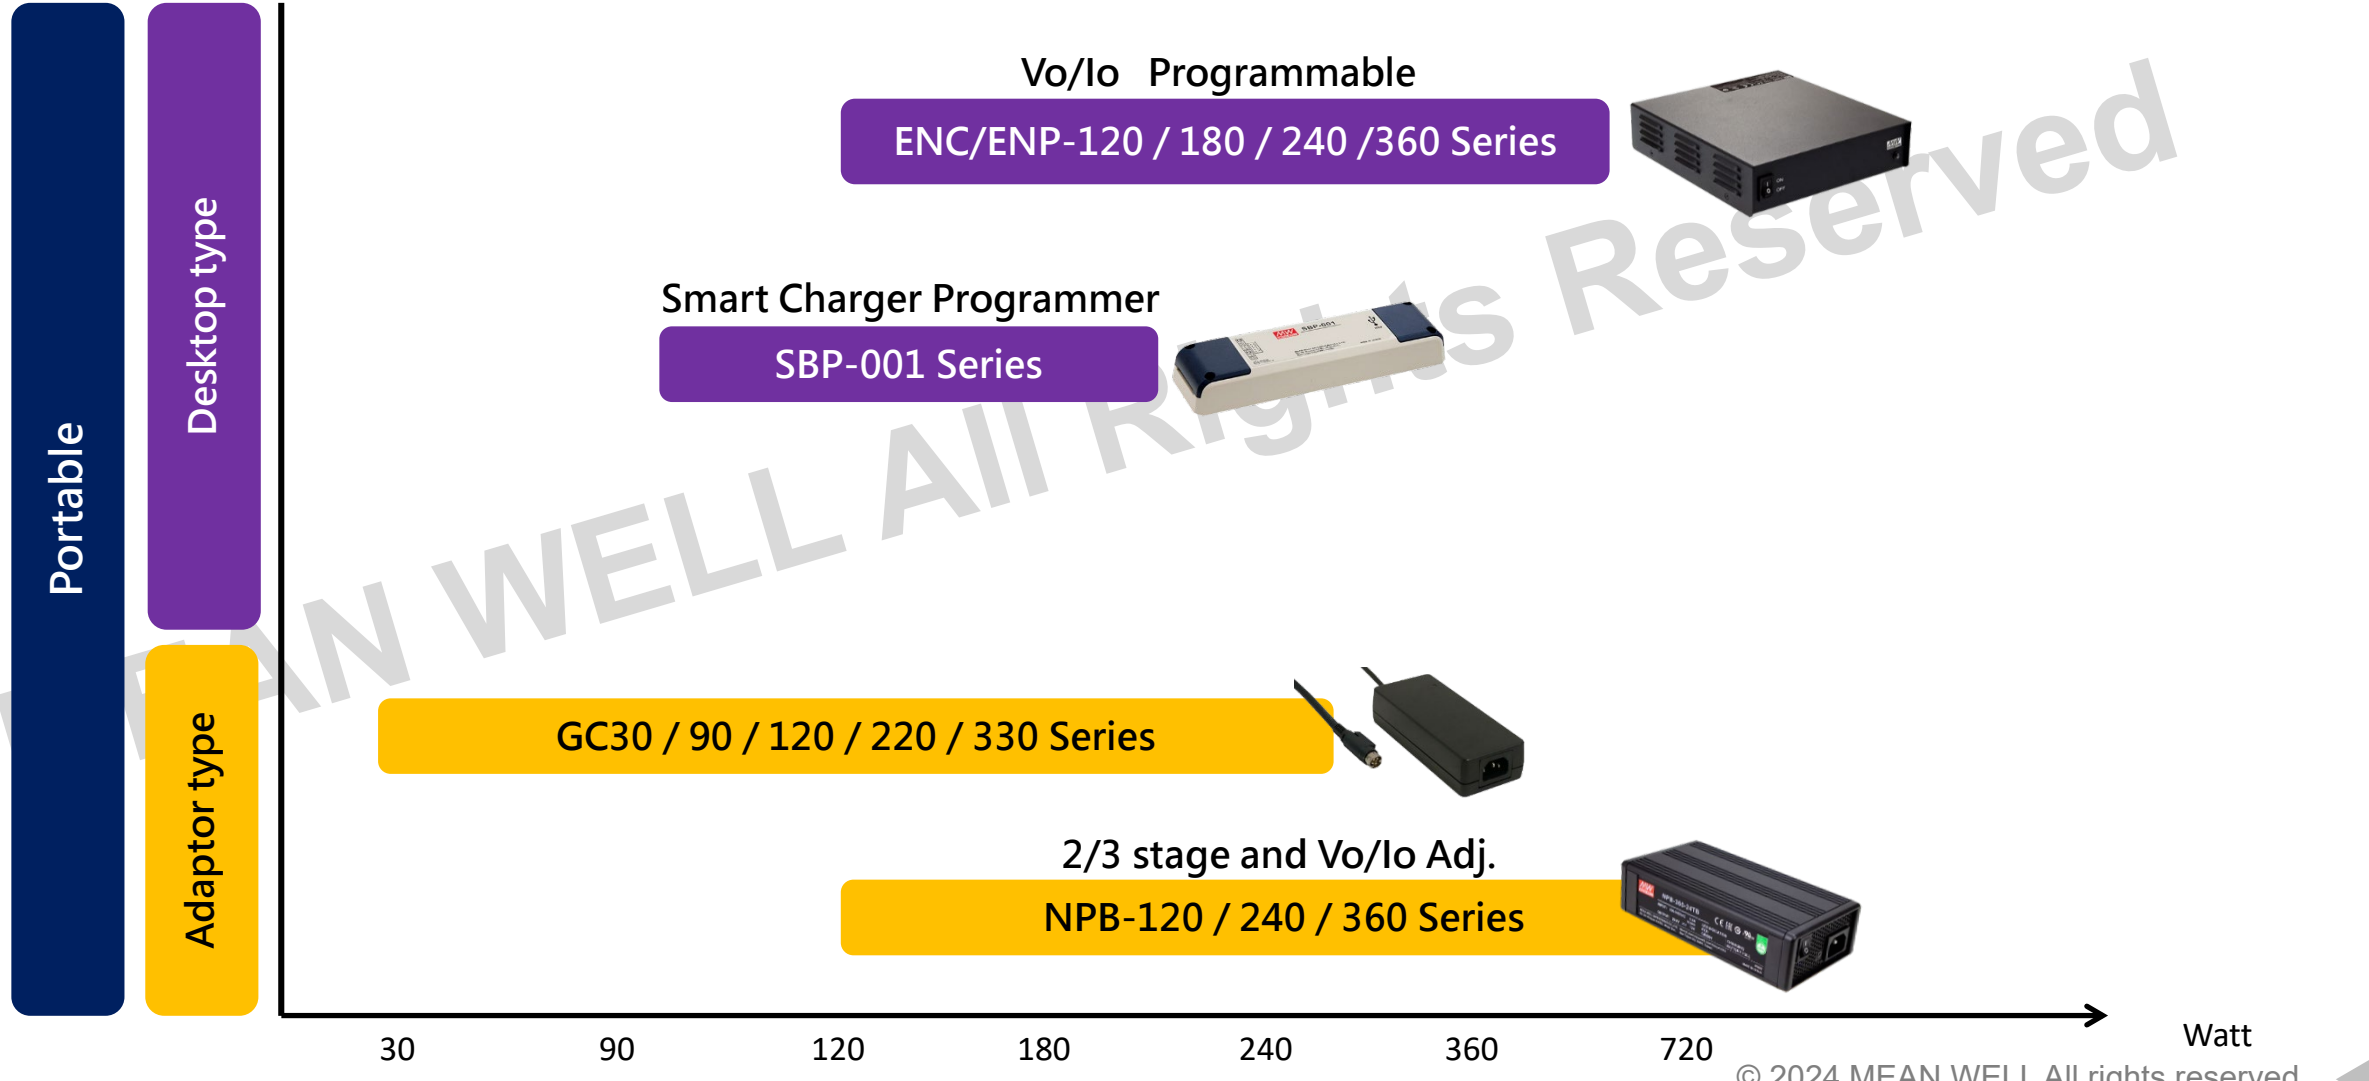 Portable
Desktop type
Vo/Io Programmable
ENC/ENP-120 / 180 / 240 /360 Series
Smart Charger Programmer
SBP-001 Series
SBP-001
Adaptor type
GC30 / 90 / 120 / 220 / 330 Series
2/3 stage and Vo/Io Adj.
NPB-120 / 240 / 360 Series
30 90 120 180 240 360 720 Watt
EAN WELL All Rights Reserved
© 2024 MEAN WELL All rights reserved